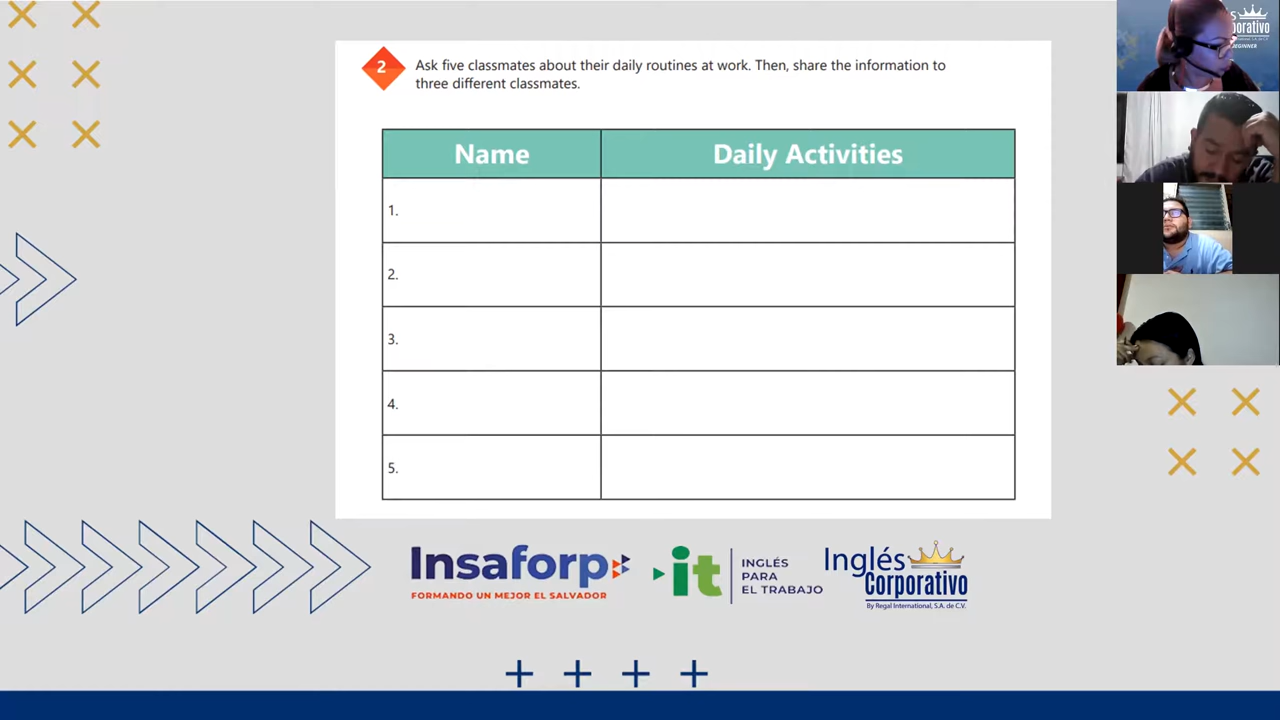 2
Ask five classmates about their daily routines at work. Then, share the information to
three different classmates.
Name
Daily Activities
1.
2.
3.
4.
5.
Insaforp
FORMANDO UN MEJOR EL SALVADOR
it
INGLÉS
PARA
EL TRABAJO
Inglés
Corporativo
By Regal International, S.A. de C.V.
BEGINNER